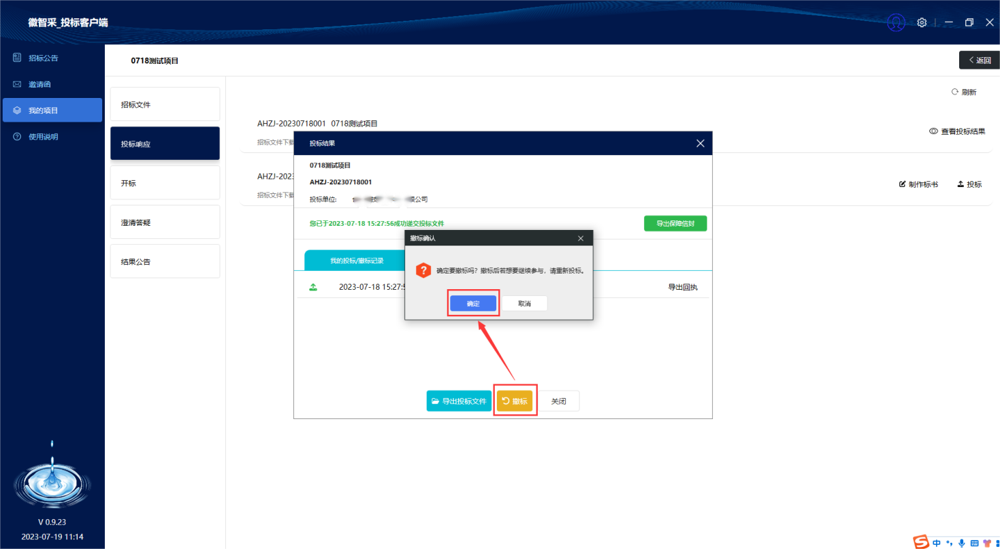 徽智采_投标客户端
招标公告
邀请函
我的项目
使用说明
V 0.9.23
2023-07-19 11:14
0718测试项目
返回
招标文件
投标响应
开标
澄清答疑
结果公告
刷新
AHZJ-20230718001 0718测试项目
招标文件下载
查看投标结果
AHZJ-2023
招标文件下载
制作标书
投标
投标结果
0718测试项目
AHZJ-20230718001
投标单位:
限公司
您已于2023-07-18 15:27:56成功递交投标文件
导出保障信封
我的投标/撤标记录
2023-07-18 15:27:5
导出回执
撤标确认
确定要撤标吗？撤标后若想要继续参与，请重新投标。
确定
取消
导出投标文件
撤标
关闭
中